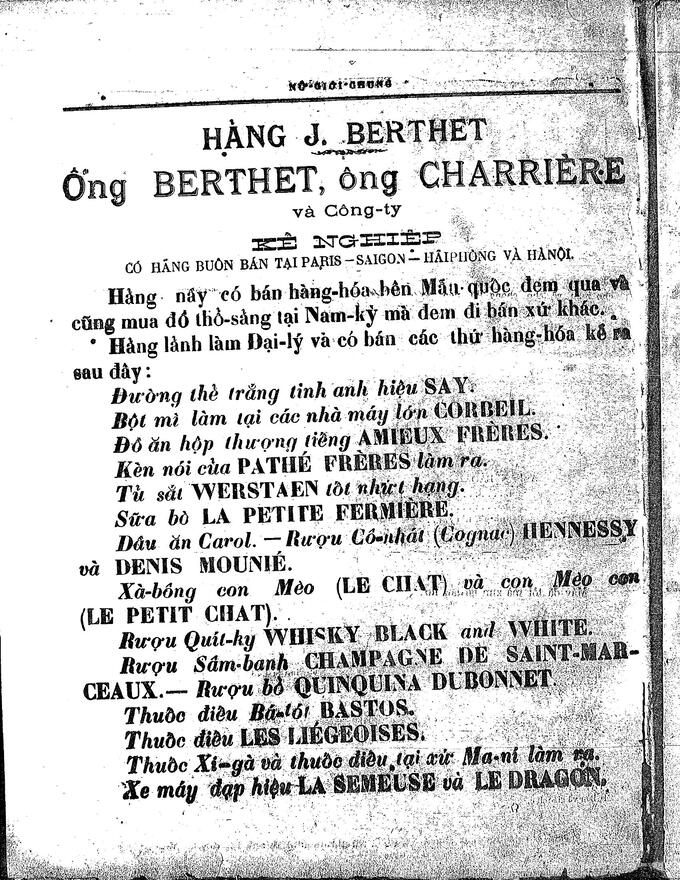 NỮ-GIỚI-CHUNG
HÀNG J. BERTHET
Ông BERTHET, ông CHARRIÈRE
và Công-ty
KẾ NGHIỆP
CÓ HÃNG BUÔN BÁN TẠI PARIS – SAIGON – HẢIPHÒNG VÀ HÀNỘI.
Hàng nầy có bán hàng-hóa bên Mẫu-quốc đem qua và
cũng mua đồ thổ-sảng tại Nam-kỳ mà đem đi bán xứ khác.
Hảng lảnh làm Đại-lý và có bán các thứ hàng-hóa kể ra
sau đây :
Đường thẻ trắng tinh anh hiệu SAY.
Bột mì làm tại các nhà máy lớn CORBEIL.
Đồ ăn hộp thượng tiếng AMIEUX FRÈRES.
Kèn nói của PATHÉ FRÈRES làm ra.
Tủ sắt WERSTAEN tốt nhứt hạng.
Sữa bò LA PETITE FERMIÈRE.
Dầu ăn Carol. — Rượu Cô-nhát (Cognac) HENNESSY
và DENIS MOUNIÉ.
Xà-bông con Mèo (LE CHAT) và con Mèo con
(LE PETIT CHAT).
Rượu Quít-ky WHISKY BLACK and WHITE.
Rượu Sâm-banh CHAMPAGNE DE SAINT-MAR-
CEAUX.— Rượu bổ QUINQUINA DUBONNET
Thuốc điếu Bá-tốt BASTOS.
Thuốc điếu LES LIÉGEOISES.
Thuốc Xi-gà và thuốc điếu tại xứ Ma-ní làm ra.
Xe máy đạp hiệu LA SEMEUSE và LE DRAGON.